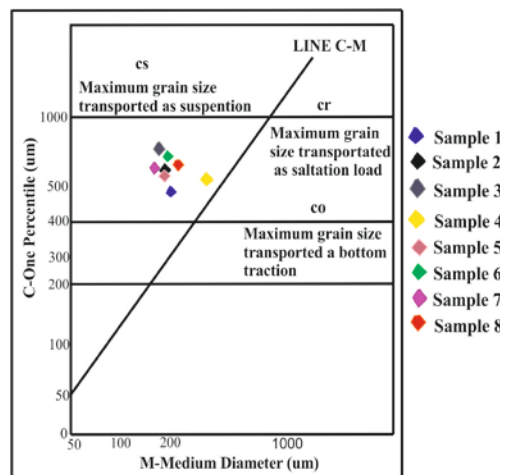 LINE C-M
cs
Maximum grain size
transported as suspention
cr
Maximum grain
size transportated
as saltation load
co
Maximum grain size
transported a bottom
traction
C-One Percentile (um)
1000
500
400
300
200
100
50
0
50
100
200
1000
M-Medium Diameter (um)
Sample 1
Sample 2
Sample 3
Sample 4
Sample 5
Sample 6
Sample 7
Sample 8